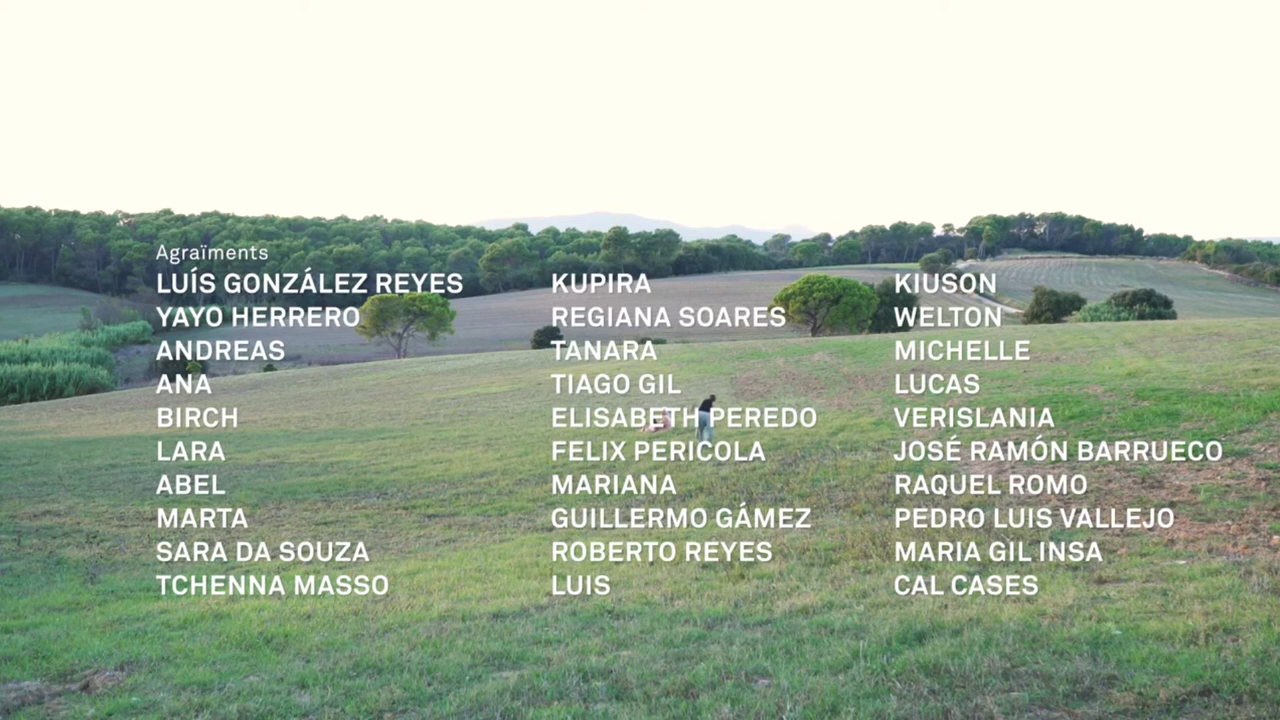 Agraïments
LUÍS GONZÁLEZ REYES
YAYO HERRERO
ANDREAS
ANA
BIRCH
LARA
ABEL
MARTA
SARA DA SOUZA
TCHENNA MASSO
KUPIRA
REGIANA SOARES
TANARA
TIAGO GIL
ELISABETH PEREDO
FELIX PERICOLA
MARIANA
GUILLERMO GÁMEZ
ROBERTO REYES
LUIS
KIUSON
WELTON
MICHELLE
LUCAS
VERISLANIA
JOSÉ RAMÓN BARRUECO
RAQUEL ROMO
PEDRO LUIS VALLEJO
MARIA GIL INSA
CAL CASES